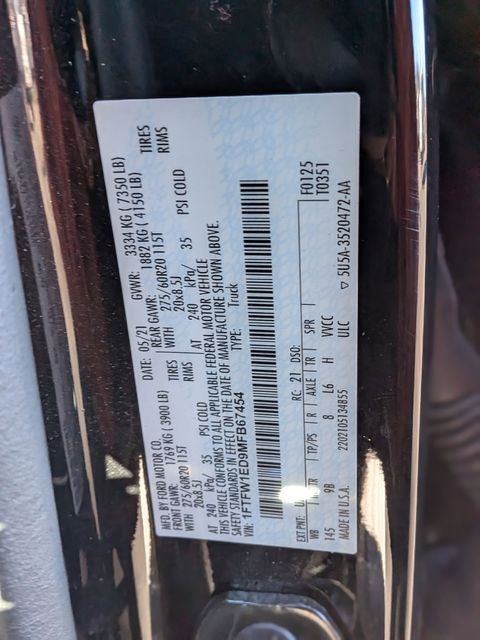 MFD. BY FORD MOTOR CO. DATE: 05/21 GVWR: 3334 KG (7350 LB)
FRONT GAWR: 1769 KG (3900 LB) REAR GAWR: 1882 KG (4150 LB)
WITH 275/60R20 115T TIRES WITH 275/60R20 115T TIRES
20x8.5J RIMS 20x8.5J RIMS
AT 240 kPa/ 35 PSI COLD AT 240 kPa/ 35 PSI COLD
THIS VEHICLE CONFORMS TO ALL APPLICABLE FEDERAL MOTOR VEHICLE
SAFETY STANDARDS IN EFFECT ON THE DATE OF MANUFACTURE SHOWN ABOVE.
VIN: 1FTFW1ED9MFB67454 TYPE: Truck
F0125
T0351
EXT PNT: RC: 21 DSO:
WB TR TP/PS R AXLE TR SPR
145 9B 8 L6 H VVCC
MADE IN U.S.A. 2202105134855 ULC ▽ 5U5A-3520472-AA